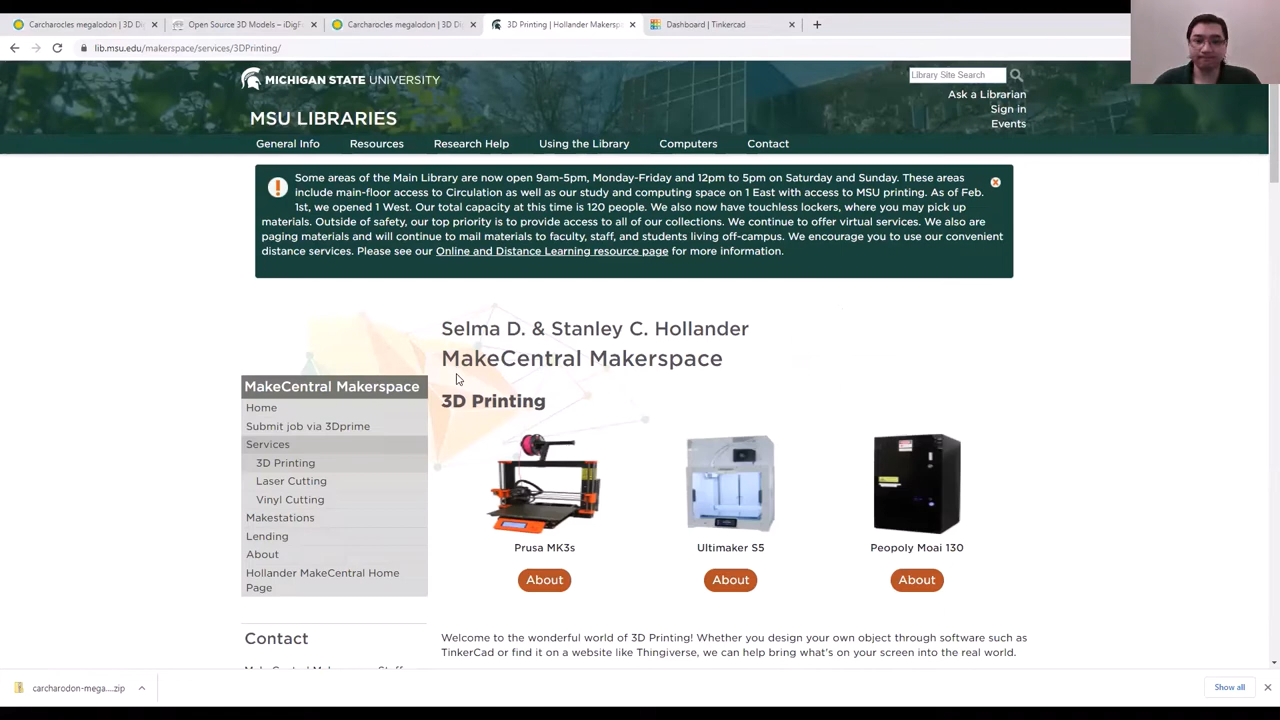 Carcharocles megalodon | 3D Di
Open Source 3D Models – iDigF
Carcharocles megalodon | 3D Di
3D Printing | Hollander Makersp
Dashboard | Tinkercad
lib.msu.edu/makerspace/services/3DPrinting/
MICHIGAN STATE UNIVERSITY
Library Site Search
Ask a Librarian
Sign in
Events
MSU LIBRARIES
General Info
Resources
Research Help
Using the Library
Computers
Contact
Some areas of the Main Library are now open 9am-5pm, Monday-Friday and 12pm to 5pm on Saturday and Sunday. These areas
include main-floor access to Circulation as well as our study and computing space on 1 East with access to MSU printing. As of Feb.
1st, we opened 1 West. Our total capacity at this time is 120 people. We also now have touchless lockers, where you may pick up
materials. Outside of safety, our top priority is to provide access to all of our collections. We continue to offer virtual services. We also are
paging materials and will continue to mail materials to faculty, staff, and students living off-campus. We encourage you to use our convenient
distance services. Please see our Online and Distance Learning resource page for more information.
Selma D. & Stanley C. Hollander
MakeCentral Makerspace
MakeCentral Makerspace
Home
Submit job via 3Dprime
Services
3D Printing
Laser Cutting
Vinyl Cutting
Makestations
Lending
About
Hollander MakeCentral Home
Page
Contact
3D Printing
Prusa MK3s
Ultimaker S5
Peopoly Moai 130
About
About
About
Welcome to the wonderful world of 3D Printing! Whether you design your own object through software such as
TinkerCad or find it on a website like Thingiverse, we can help bring what's on your screen into the real world.
carcharodon-mega....zip
Show all